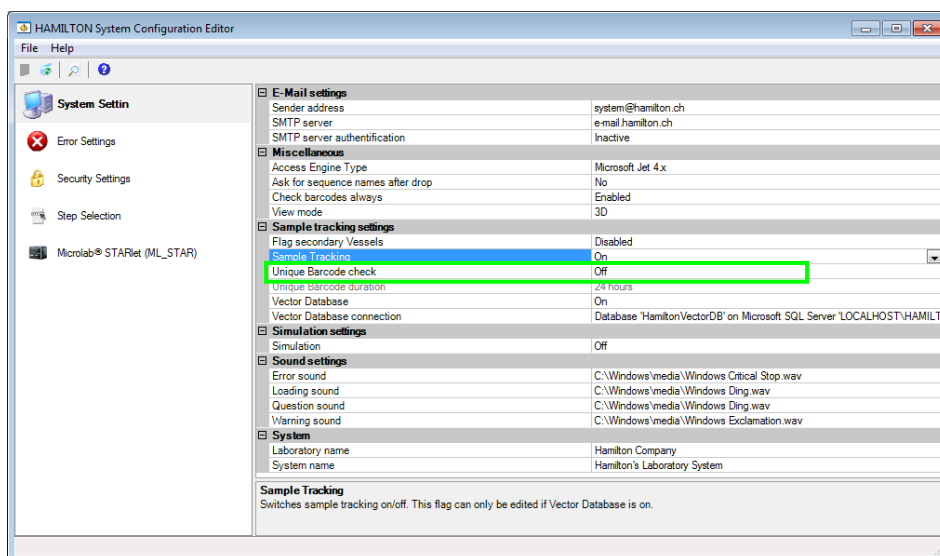 HAMILTON System Configuration Editor
File Help
System Settin
Error Settings
Security Settings
Step Selection
Microlab® STARlet (ML_STAR)
E-Mail settings
Sender address system@hamilton.ch
SMTP server e-mail.hamilton.ch
SMTP server authentification Inactive
Miscellaneous
Access Engine Type Microsoft Jet 4.x
Ask for sequence names after drop No
Check barcodes always Enabled
View mode 3D
Sample tracking settings
Flag secondary Vessels Disabled
Sample Tracking On
Unique Barcode check Off
Unique Barcode duration 24 hours
Vector Database On
Vector Database connection Database 'HamiltonVectorDB' on Microsoft SQL Server 'LOCALHOST\HAMILT
Simulation settings
Simulation Off
Sound settings
Error sound C:\Windows\media\Windows Critical Stop.wav
Loading sound C:\Windows\media\Windows Ding.wav
Question sound C:\Windows\media\Windows Ding.wav
Warning sound C:\Windows\media\Windows Exclamation.wav
System
Laboratory name Hamilton Company
System name Hamilton's Laboratory System
Sample Tracking
Switches sample tracking on/off. This flag can only be edited if Vector Database is on.